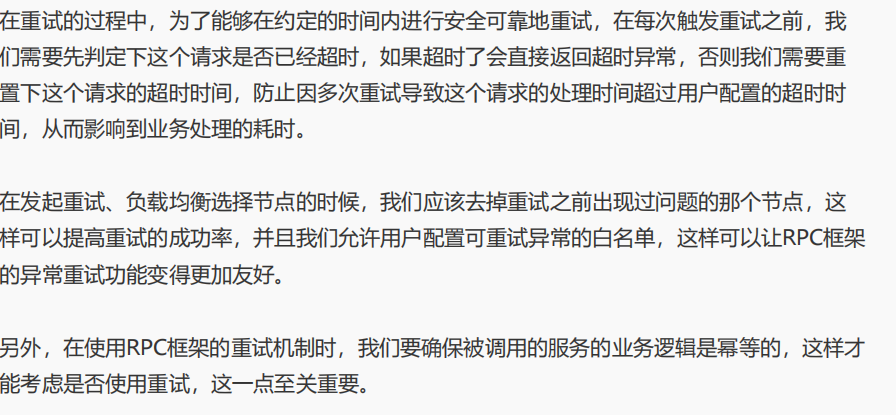 在重试的过程中，为了能够在约定的时间内进行安全可靠地重试，在每次触发重试之前，我
们需要先判定下这个请求是否已经超时，如果超时了会直接返回超时异常，否则我们需要重
置下这个请求的超时时间，防止因多次重试导致这个请求的处理时间超过用户配置的超时时
间，从而影响到业务处理的耗时。
在发起重试、负载均衡选择节点的时候，我们应该去掉重试之前出现过问题的那个节点，这
样可以提高重试的成功率，并且我们允许用户配置可重试异常的白名单，这样可以让RPC框架
的异常重试功能变得更加友好。
另外，在使用RPC框架的重试机制时，我们要确保被调用的服务的业务逻辑是幂等的，这样才
能考虑是否使用重试，这一点至关重要。